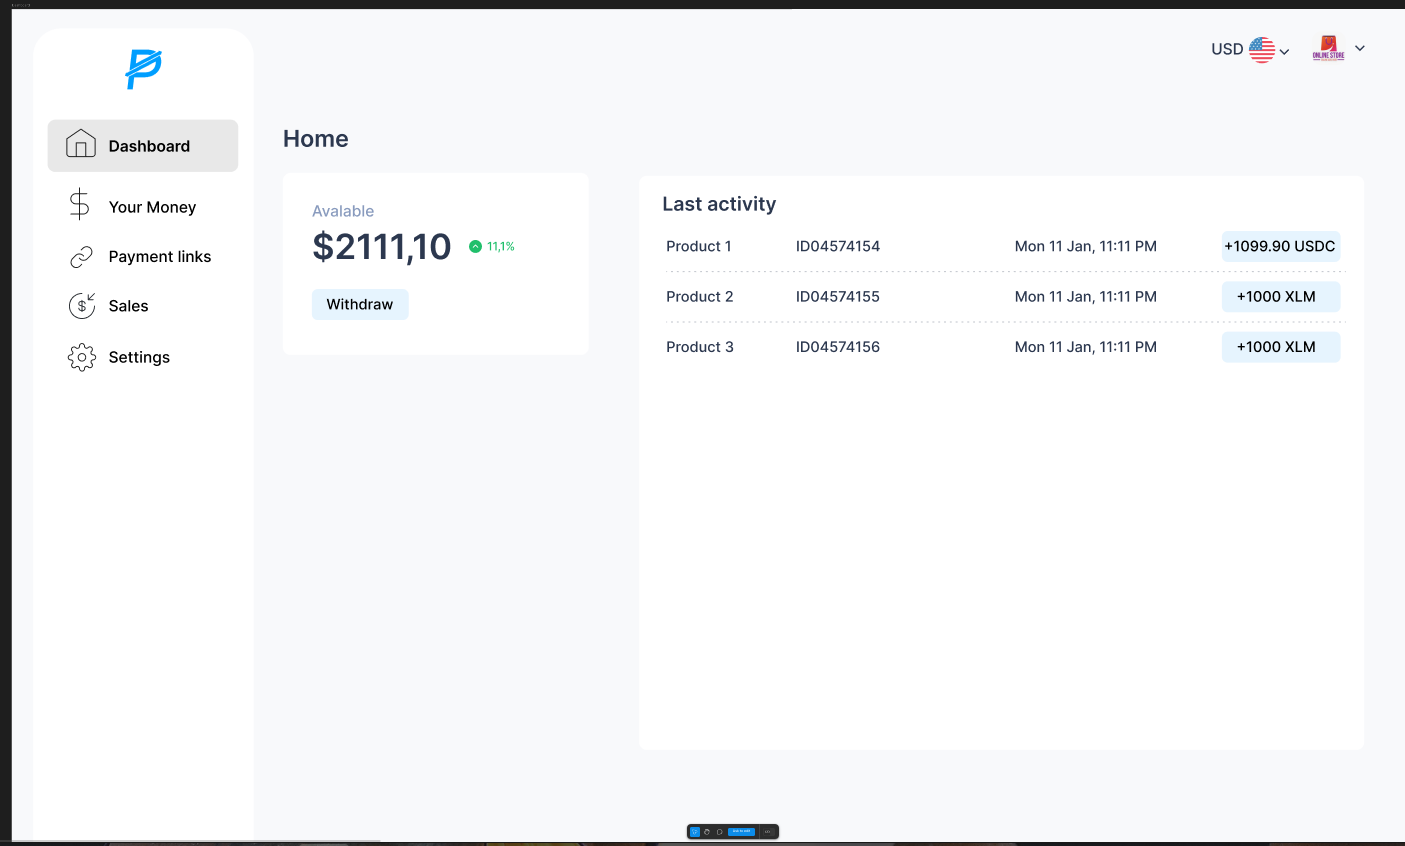 USD
ONLINE STORE
Dashboard
Your Money
Payment links
Sales
Settings
Home
Avalable
$2111,10 11,1%
Withdraw
Last activity
Product 1 ID04574154 Mon 11 Jan, 11:11 PM +1099.90 USDC
Product 2 ID04574155 Mon 11 Jan, 11:11 PM +1000 XLM
Product 3 ID04574156 Mon 11 Jan, 11:11 PM +1000 XLM